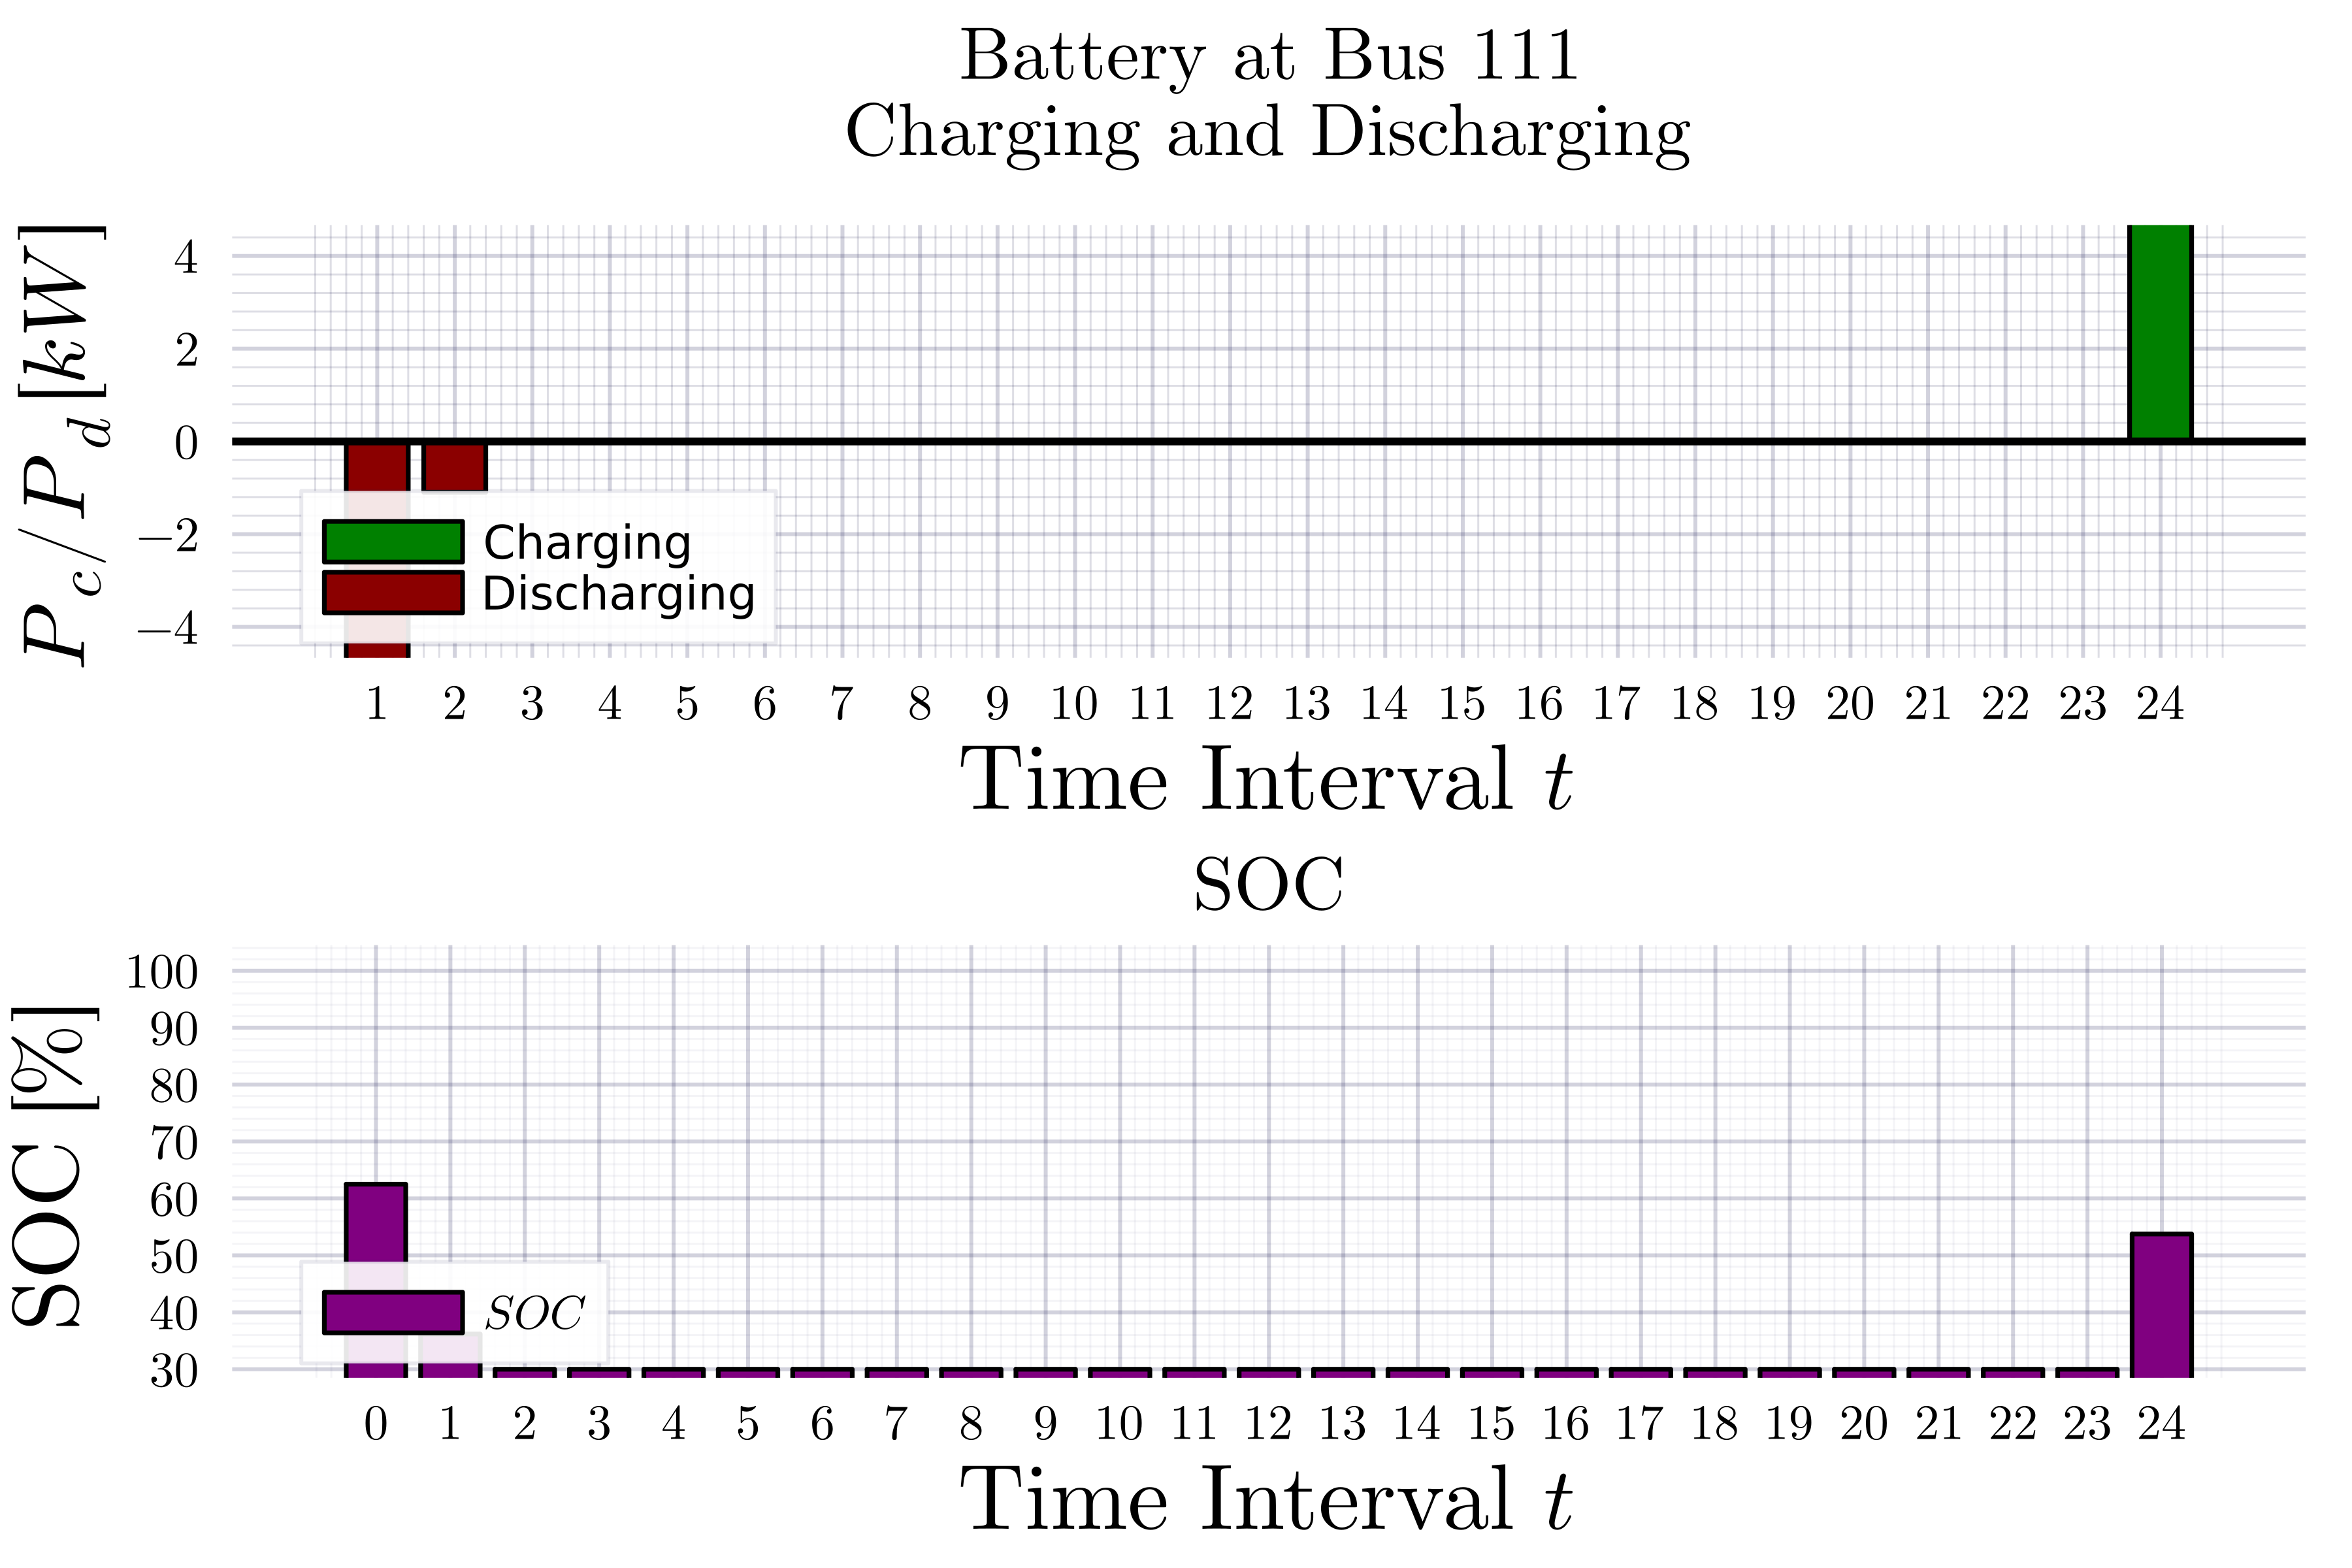 Battery at Bus 111
Charging and Discharging
P_c/P_d [kW]
4
2
0
−2
−4
Charging
Discharging
1 2 3 4 5 6 7 8 9 10 11 12 13 14 15 16 17 18 19 20 21 22 23 24
Time Interval t
SOC
SOC [%]
100
90
80
70
60
50
40
30
SOC
0 1 2 3 4 5 6 7 8 9 10 11 12 13 14 15 16 17 18 19 20 21 22 23 24
Time Interval t